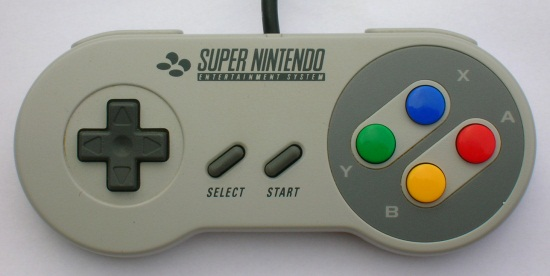 SUPER NINTENDO
ENTERTAINMENT SYSTEM
X
A
Y
B
SELECT
START